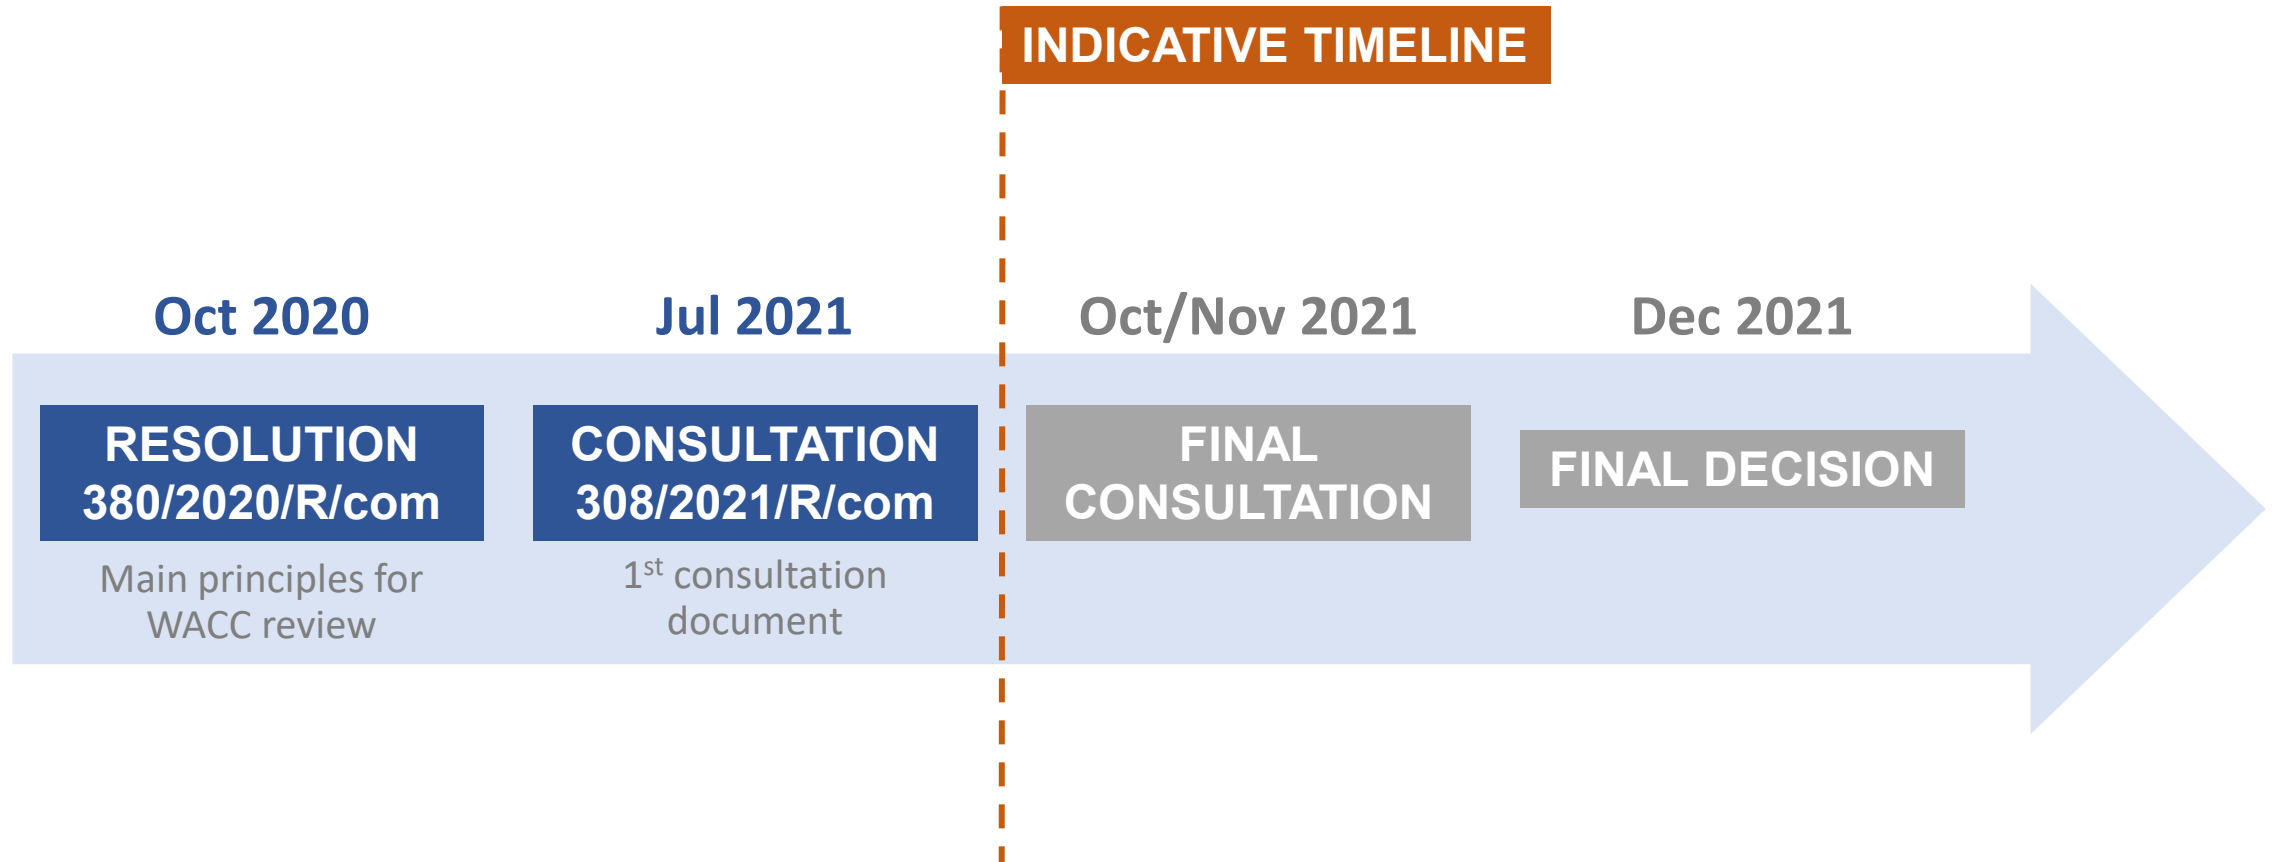 INDICATIVE TIMELINE
Oct 2020
Jul 2021
Oct/Nov 2021
Dec 2021
RESOLUTION
380/2020/R/com
Main principles for
WACC review
CONSULTATION
308/2021/R/com
1st consultation
document
FINAL
CONSULTATION
FINAL DECISION